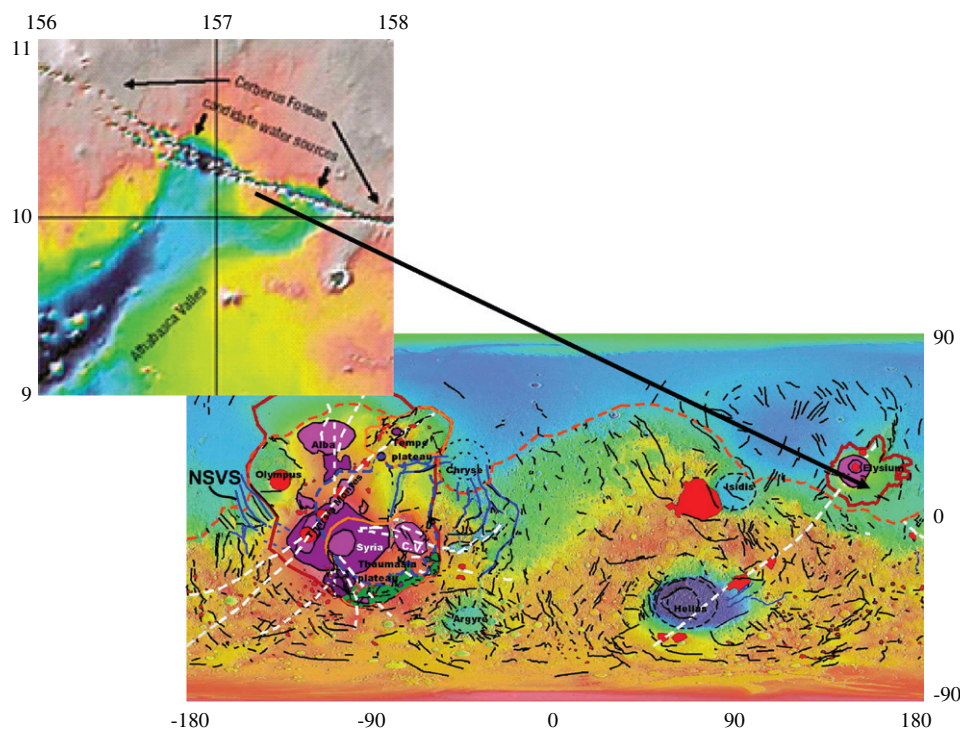 156 157 158
11
Cerberus Fossae
candidate water sources
10
Athabasca Valles
9
90
Alba
Tempe
plateau
Chryse
Olympus
NSVS
Elysium
Isidis
0
Syria
C.V.
Thaumasia
plateau
Hellas
Argyre
-90
-180 -90 0 90 180